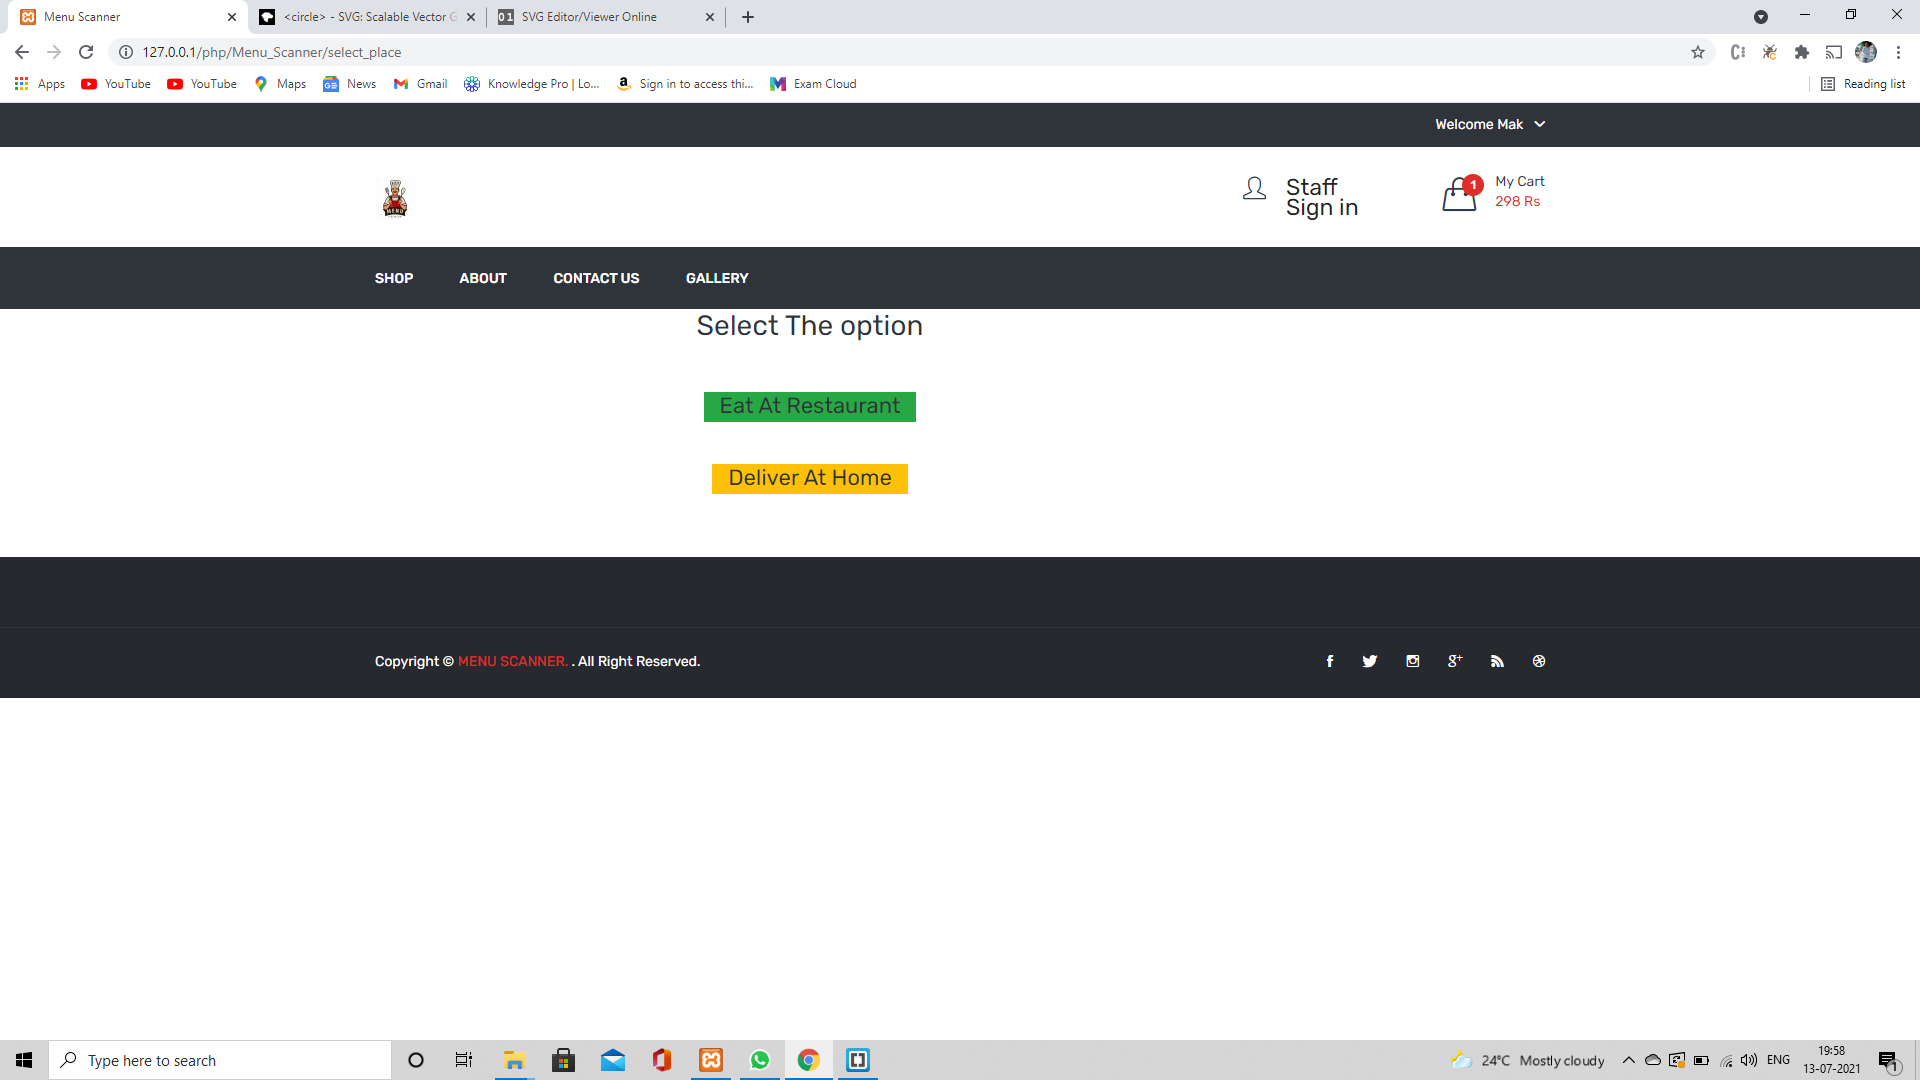 Menu Scanner
<circle> - SVG: Scalable Vector G
SVG Editor/Viewer Online
127.0.0.1/php/Menu_Scanner/select_place
Apps
YouTube
YouTube
Maps
News
Gmail
Knowledge Pro | Lo...
Sign in to access thi...
Exam Cloud
Reading list
Welcome Mak
MENU
Staff
Sign in
1
My Cart
298 Rs
SHOP
ABOUT
CONTACT US
GALLERY
Select The option
Eat At Restaurant
Deliver At Home
Copyright © MENU SCANNER. . All Right Reserved.
Type here to search
24°C Mostly cloudy
ENG
19:58
13-07-2021
1